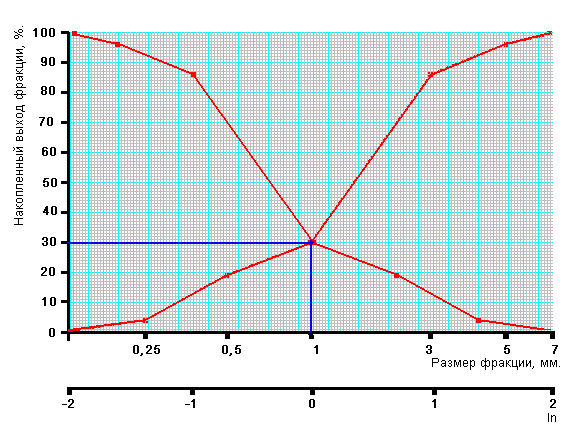 Накопленный выход фракции, %.
100
90
80
70
60
50
40
30
20
10
0
0,25 0,5 1 3 5 7
Размер фракции, мм.
-2 -1 0 1 2
ln